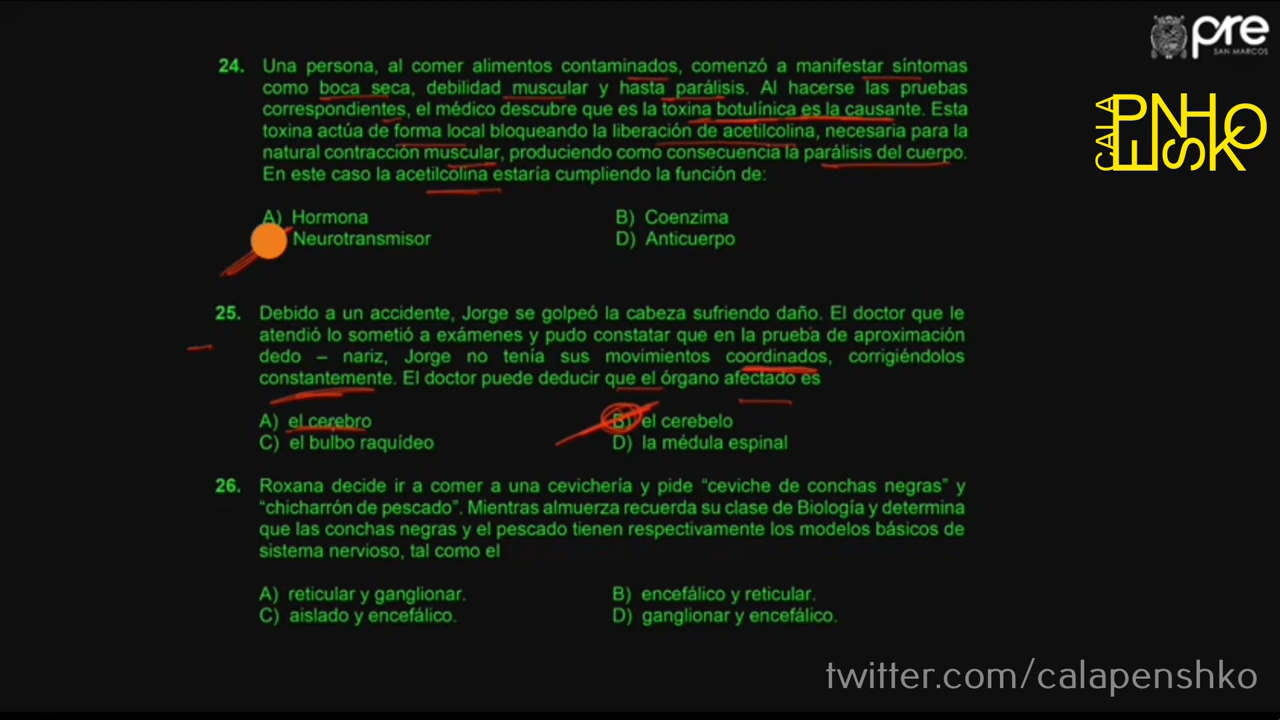 pre
SAN MARCOS
CALA
PENSHKO
24. Una persona, al comer alimentos contaminados, comenzó a manifestar síntomas
como boca seca, debilidad muscular y hasta parálisis. Al hacerse las pruebas
correspondientes, el médico descubre que es la toxina botulínica es la causante. Esta
toxina actúa de forma local bloqueando la liberación de acetilcolina, necesaria para la
natural contracción muscular, produciendo como consecuencia la parálisis del cuerpo.
En este caso la acetilcolina estaría cumpliendo la función de:
A) Hormona B) Coenzima
Neurotransmisor D) Anticuerpo
25. Debido a un accidente, Jorge se golpeó la cabeza sufriendo daño. El doctor que le
atendió lo sometió a exámenes y pudo constatar que en la prueba de aproximación
dedo – nariz, Jorge no tenía sus movimientos coordinados, corrigiéndolos
constantemente. El doctor puede deducir que el órgano afectado es
A) el cerebro B) el cerebelo
C) el bulbo raquídeo D) la médula espinal
26. Roxana decide ir a comer a una cevichería y pide “ceviche de conchas negras” y
“chicharrón de pescado”. Mientras almuerza recuerda su clase de Biología y determina
que las conchas negras y el pescado tienen respectivamente los modelos básicos de
sistema nervioso, tal como el
A) reticular y ganglionar. B) encefálico y reticular.
C) aislado y encefálico. D) ganglionar y encefálico.
twitter.com/calapenshko